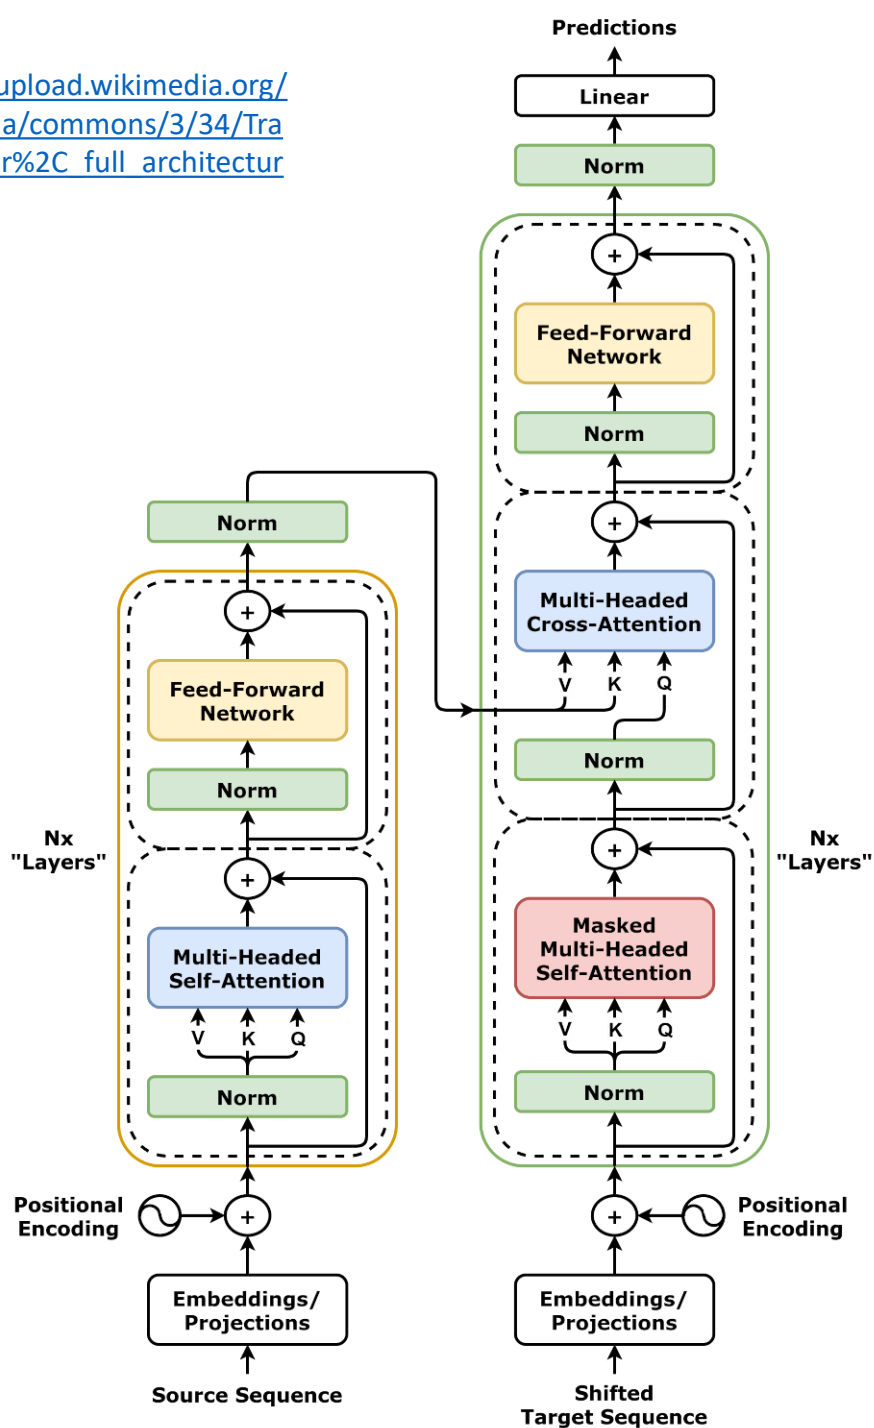 upload.wikimedia.org/
a/commons/3/34/Tra
r%2C_full_architectur
Predictions
Linear
Norm
Feed-Forward
Network
Norm
Multi-Headed
Cross-Attention
V K Q
Norm
Masked
Multi-Headed
Self-Attention
V K Q
Norm
Nx
"Layers"
Positional
Encoding
Embeddings/
Projections
Shifted
Target Sequence
Norm
Feed-Forward
Network
Norm
Nx
"Layers"
Multi-Headed
Self-Attention
V K Q
Norm
Positional
Encoding
Embeddings/
Projections
Source Sequence